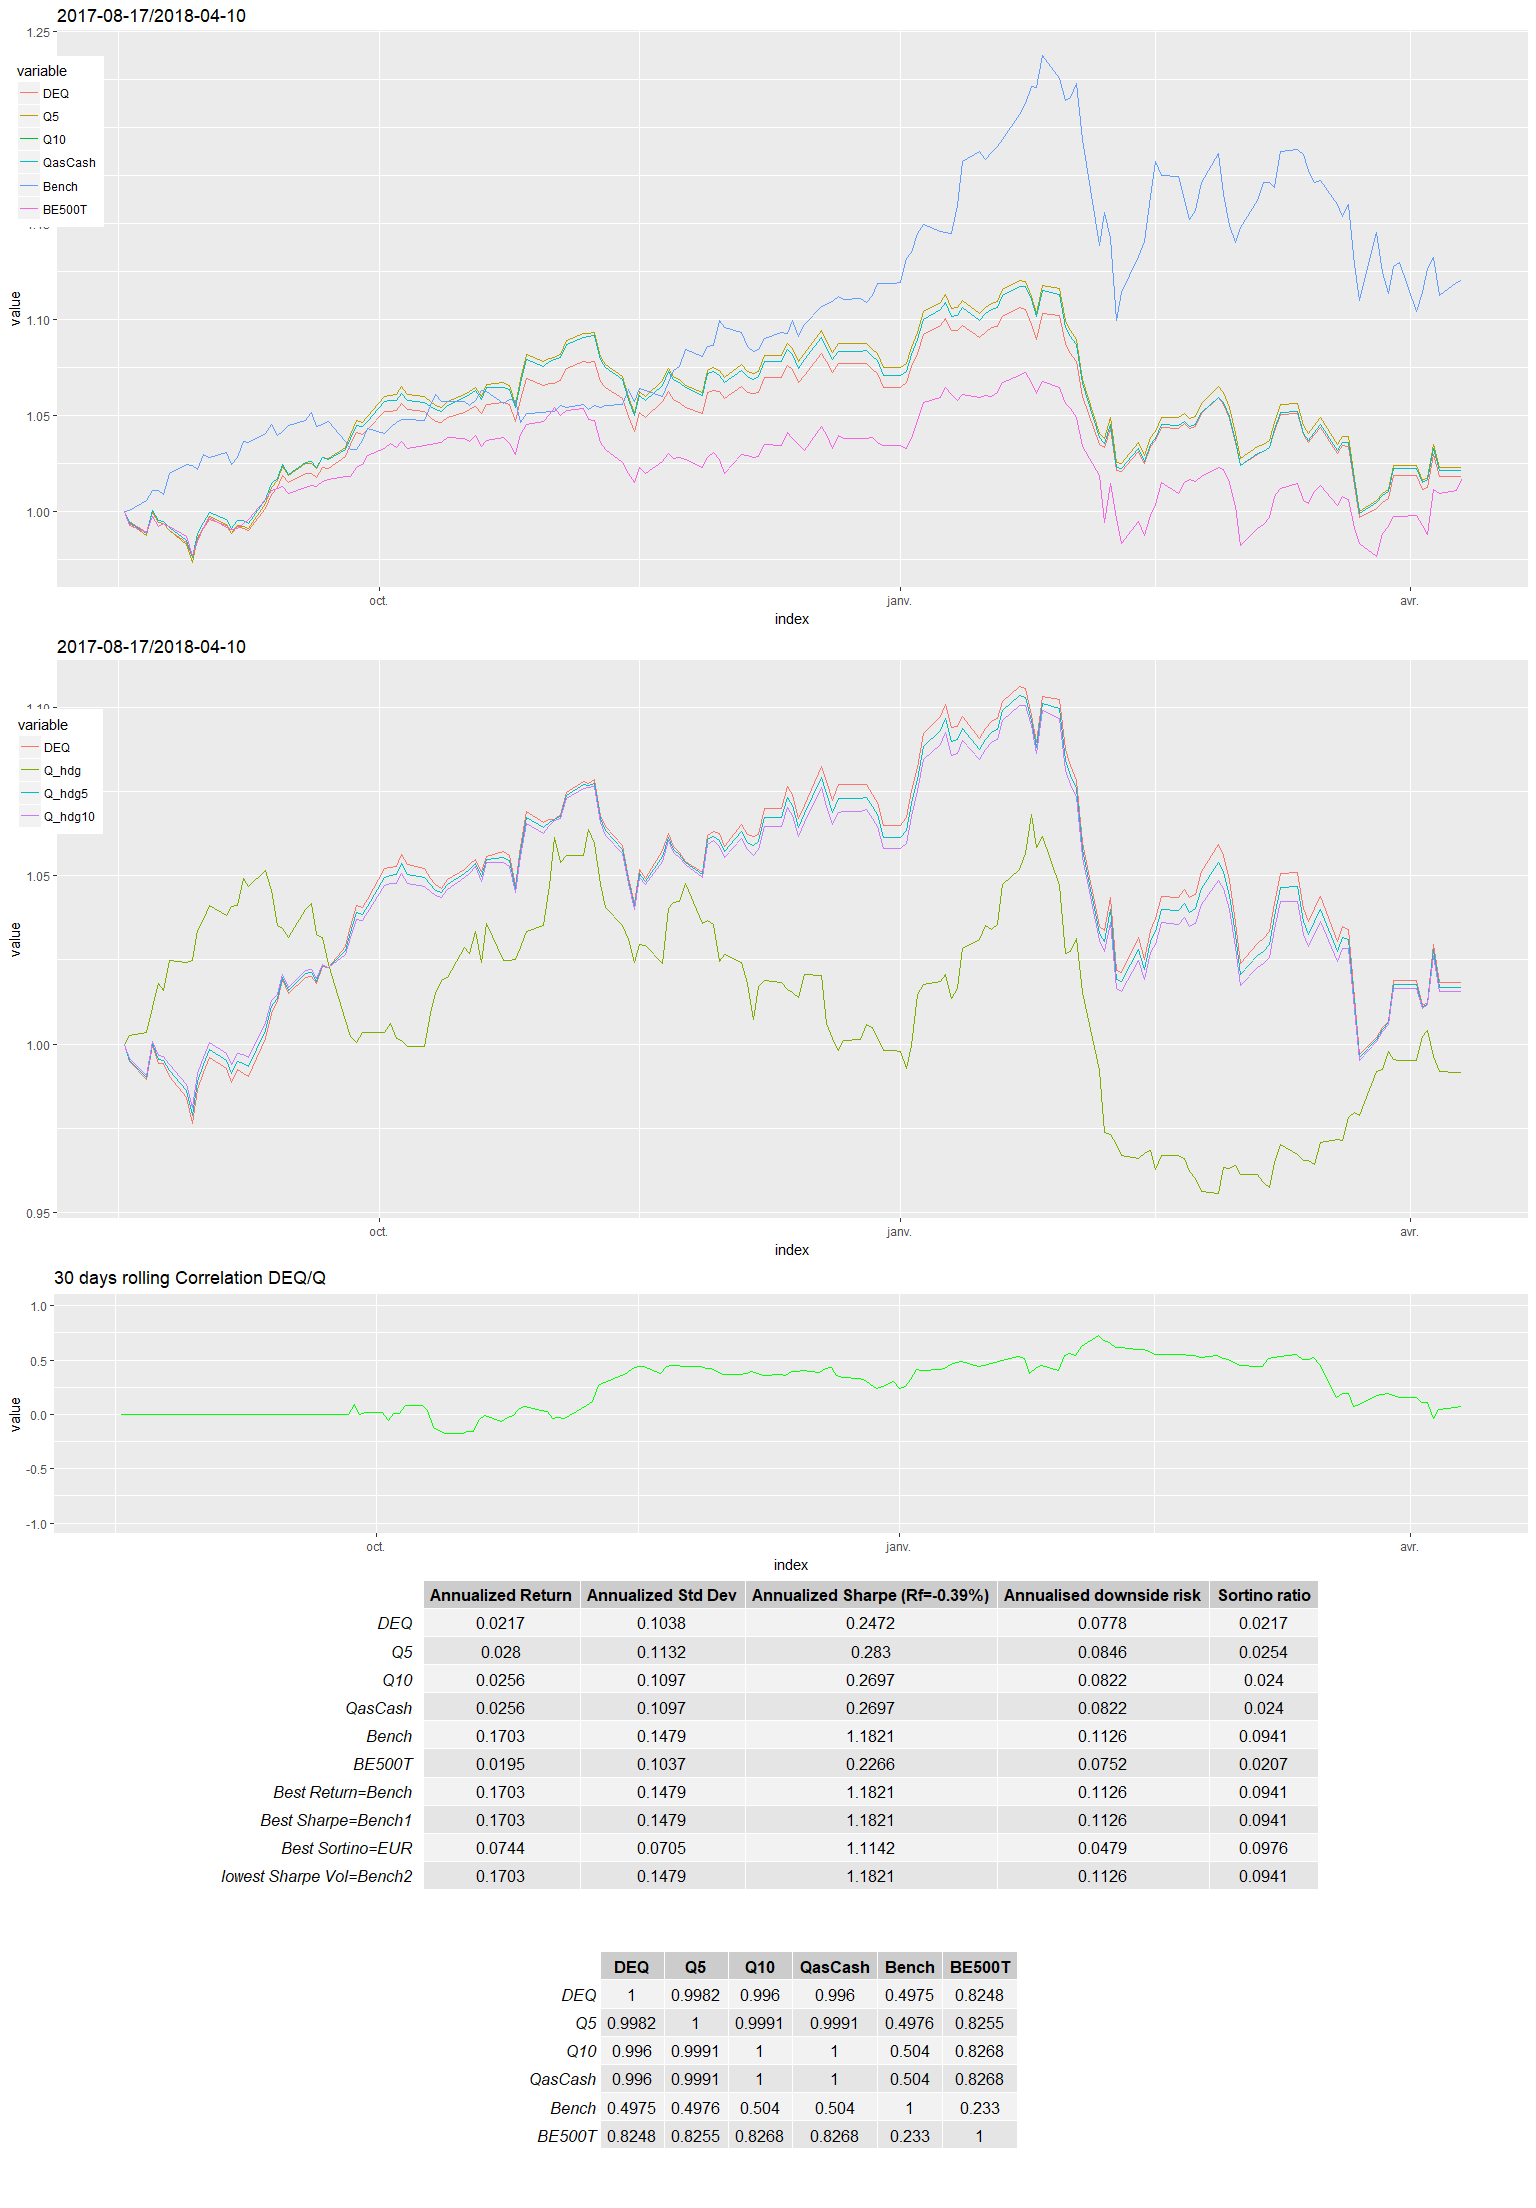 2017-08-17/2018-04-10
1.25
variable
DEQ
Q5
Q10
QasCash
Bench
BE500T
value
1.10
1.05
1.00
oct.
janv.
avr.
index
2017-08-17/2018-04-10
1.10
variable
DEQ
Q_hdg
Q_hdg5
Q_hdg10
1.05
value
1.00
0.95
oct.
janv.
avr.
index
30 days rolling Correlation DEQ/Q
1.0
0.5
value
0.0
-0.5
-1.0
oct.
janv.
avr.
index
Annualized Return Annualized Std Dev Annualized Sharpe (Rf=-0.39%) Annualised downside risk Sortino ratio
DEQ 0.0217 0.1038 0.2472 0.0778 0.0217
Q5 0.028 0.1132 0.283 0.0846 0.0254
Q10 0.0256 0.1097 0.2697 0.0822 0.024
QasCash 0.0256 0.1097 0.2697 0.0822 0.024
Bench 0.1703 0.1479 1.1821 0.1126 0.0941
BE500T 0.0195 0.1037 0.2266 0.0752 0.0207
Best Return=Bench 0.1703 0.1479 1.1821 0.1126 0.0941
Best Sharpe=Bench1 0.1703 0.1479 1.1821 0.1126 0.0941
Best Sortino=EUR 0.0744 0.0705 1.1142 0.0479 0.0976
lowest Sharpe Vol=Bench2 0.1703 0.1479 1.1821 0.1126 0.0941
DEQ Q5 Q10 QasCash Bench BE500T
DEQ 1 0.9982 0.996 0.996 0.4975 0.8248
Q5 0.9982 1 0.9991 0.9991 0.4976 0.8255
Q10 0.996 0.9991 1 1 0.504 0.8268
QasCash 0.996 0.9991 1 1 0.504 0.8268
Bench 0.4975 0.4976 0.504 0.504 1 0.233
BE500T 0.8248 0.8255 0.8268 0.8268 0.233 1